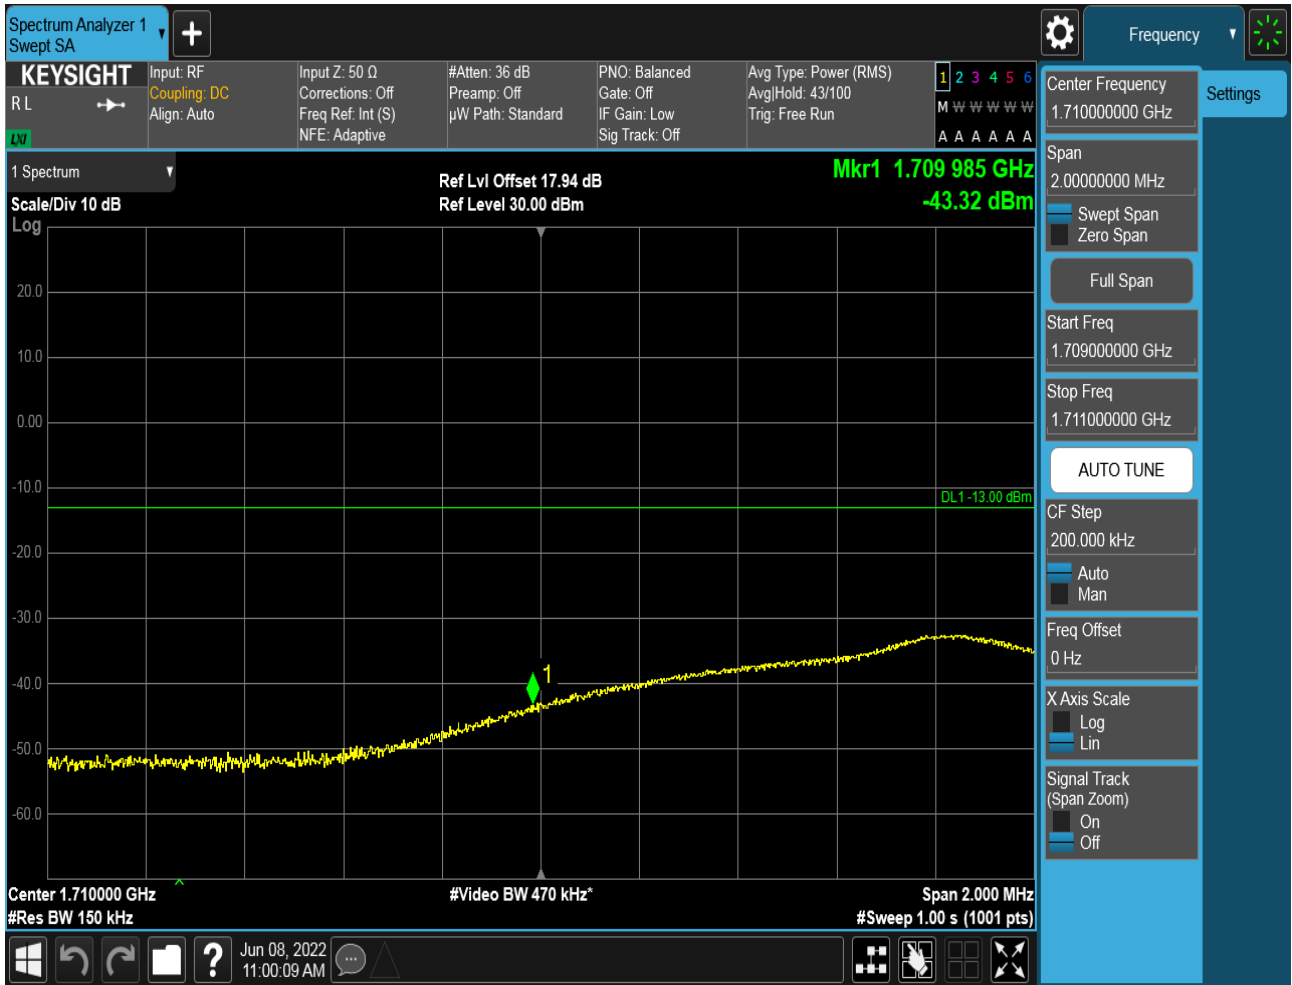 Spectrum Analyzer 1
Swept SA
Frequency
KEYSIGHT
R L
LXI
Input: RF
Coupling: DC
Align: Auto
Input Z: 50 Ω
Corrections: Off
Freq Ref: Int (S)
NFE: Adaptive
#Atten: 36 dB
Preamp: Off
µW Path: Standard
PNO: Balanced
Gate: Off
IF Gain: Low
Sig Track: Off
Avg Type: Power (RMS)
Avg|Hold: 43/100
Trig: Free Run
1 2 3 4 5 6
M W W W W W
A A A A A A
1 Spectrum
Scale/Div 10 dB
Log
Ref Lvl Offset 17.94 dB
Ref Level 30.00 dBm
Mkr1 1.709 985 GHz
-43.32 dBm
20.0
10.0
0.00
-10.0
DL1 -13.00 dBm
-20.0
-30.0
1
-40.0
-50.0
-60.0
Center 1.710000 GHz
#Video BW 470 kHz*
Span 2.000 MHz
#Res BW 150 kHz
#Sweep 1.00 s (1001 pts)
Center Frequency
1.710000000 GHz
Settings
Span
2.00000000 MHz
Swept Span
Zero Span
Full Span
Start Freq
1.709000000 GHz
Stop Freq
1.711000000 GHz
AUTO TUNE
CF Step
200.000 kHz
Auto
Man
Freq Offset
0 Hz
X Axis Scale
Log
Lin
Signal Track
(Span Zoom)
On
Off
?
Jun 08, 2022
11:00:09 AM